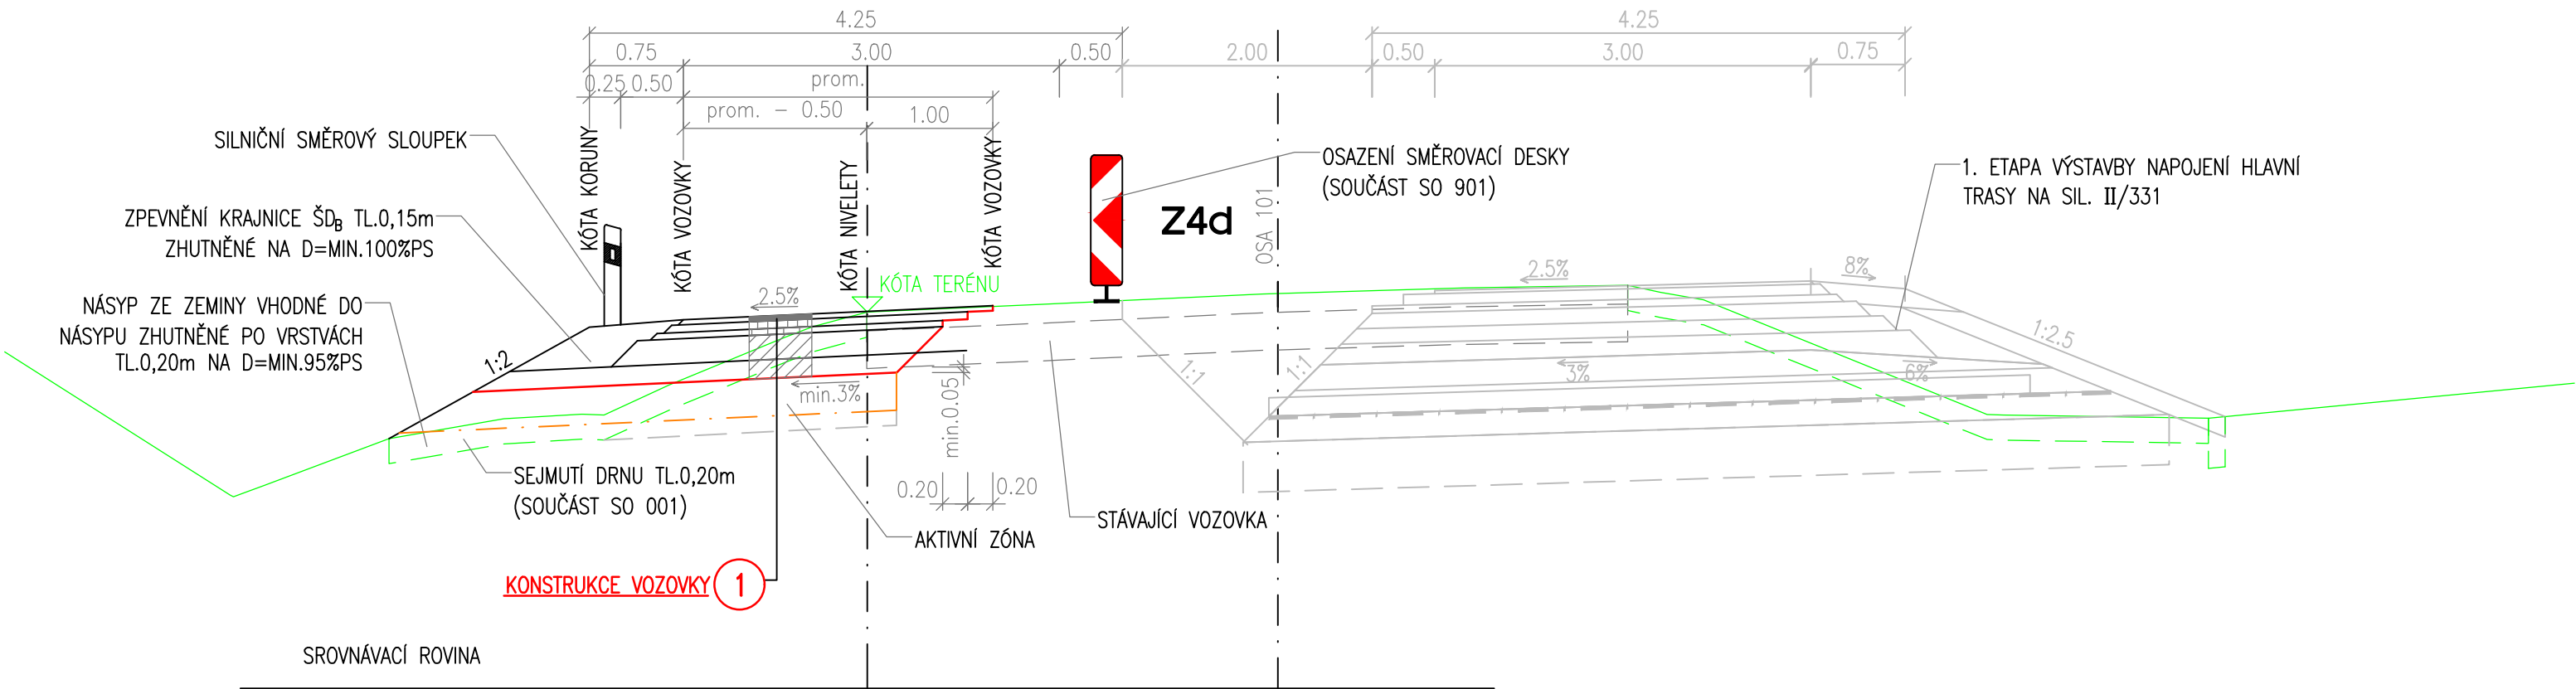 4.25
4.25
0.75
3.00
0.50
2.00
0.50
3.00
0.75
0.25
0.50
prom.
prom. - 0.50
1.00
SILNIČNÍ SMĚROVÝ SLOUPEK
KÓTA KORUNY
KÓTA VOZOVKY
KÓTA NIVELETY
KÓTA VOZOVKY
OSAZENÍ SMĚROVACÍ DESKY
(SOUČÁST SO 901)
1. ETAPA VÝSTAVBY NAPOJENÍ HLAVNÍ
TRASY NA SIL. II/331
ZPEVNĚNÍ KRAJNICE ŠDB TL.0,15m
ZHUTNĚNÉ NA D=MIN.100%PS
Z4d
OSA 101
KÓTA TERÉNU
NÁSYP ZE ZEMINY VHODNÉ DO
NÁSYPU ZHUTNĚNÉ PO VRSTVÁCH
TL.0,20m NA D=MIN.95%PS
2.5%
2.5%
8%
1:2
1:1
1:1
1:2.5
min.3%
3%
6%
min.0.05
SEJMUTÍ DRNU TL.0,20m
(SOUČÁST SO 001)
0.20
0.20
STÁVAJÍCÍ VOZOVKA
AKTIVNÍ ZÓNA
KONSTRUKCE VOZOVKY
1
SROVNÁVACÍ ROVINA